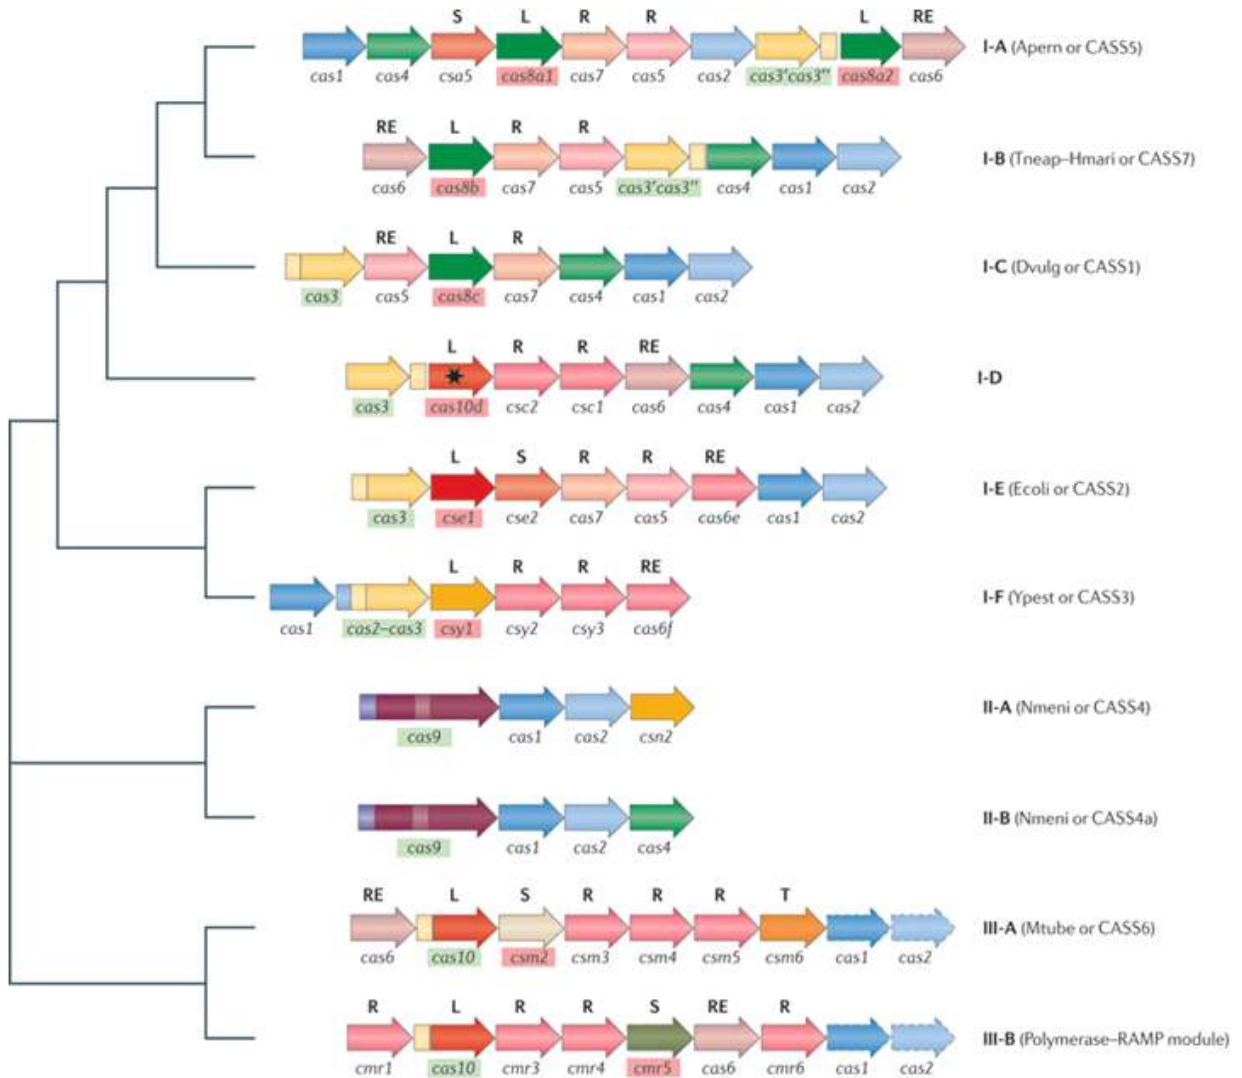 S L R R L RE
I-A (Apern or CASS5)
cas1 cas4 csa5 cas8a1 cas7 cas5 cas2 cas3'cas3" cas8a2 cas6
RE L R R
I-B (Tneap–Hmari or CASS7)
cas6 cas8b cas7 cas5 cas3'cas3" cas4 cas1 cas2
RE L R
I-C (Dvulg or CASS1)
cas3 cas5 cas8c cas7 cas4 cas1 cas2
L R R RE
I-D
cas3 cas10d csc2 csc1 cas6 cas4 cas1 cas2
L S R R RE
I-E (Ecoli or CASS2)
cas3 cse1 cse2 cas7 cas5 cas6e cas1 cas2
L R R RE
I-F (Ypest or CASS3)
cas1 cas2–cas3 csy1 csy2 csy3 cas6f
II-A (Nmeni or CASS4)
cas9 cas1 cas2 csn2
II-B (Nmeni or CASS4a)
cas9 cas1 cas2 cas4
RE L S R R R T
III-A (Mtube or CASS6)
cas6 cas10 csm2 csm3 csm4 csm5 csm6 cas1 cas2
R L R R S RE R
III-B (Polymerase–RAMP module)
cmr1 cas10 cmr3 cmr4 cmr5 cas6 cmr6 cas1 cas2